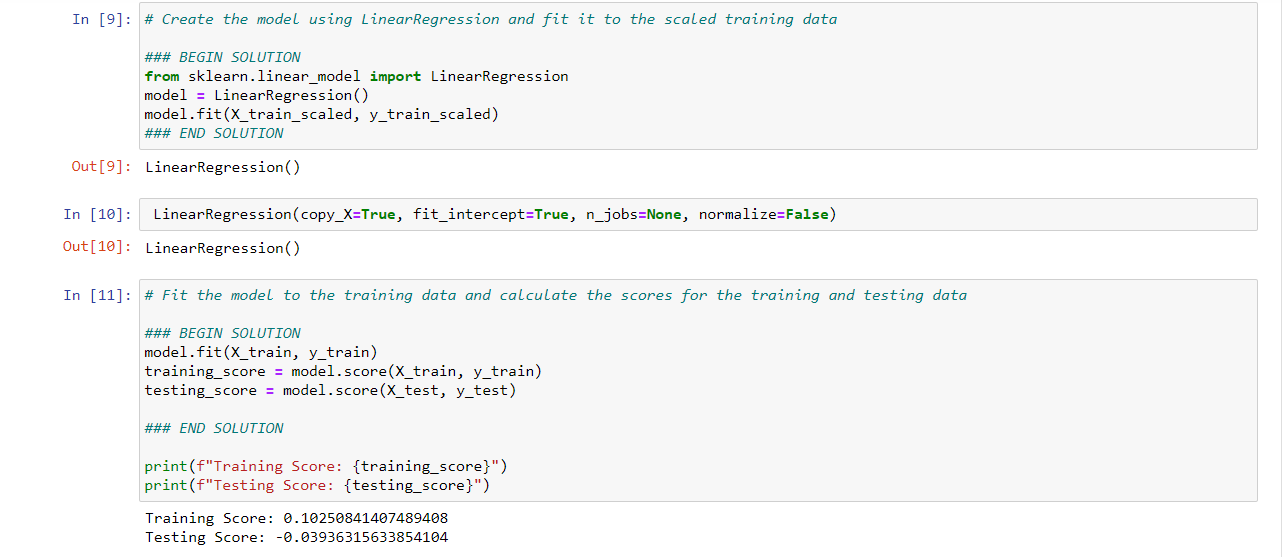 In [9]: # Create the model using LinearRegression and fit it to the scaled training data
### BEGIN SOLUTION
from sklearn.linear_model import LinearRegression
model = LinearRegression()
model.fit(X_train_scaled, y_train_scaled)
### END SOLUTION
Out[9]: LinearRegression()
In [10]: LinearRegression(copy_X=True, fit_intercept=True, n_jobs=None, normalize=False)
Out[10]: LinearRegression()
In [11]: # Fit the model to the training data and calculate the scores for the training and testing data
### BEGIN SOLUTION
model.fit(X_train, y_train)
training_score = model.score(X_train, y_train)
testing_score = model.score(X_test, y_test)
### END SOLUTION
print(f"Training Score: {training_score}")
print(f"Testing Score: {testing_score}")
Training Score: 0.10250841407489408
Testing Score: -0.03936315633854104